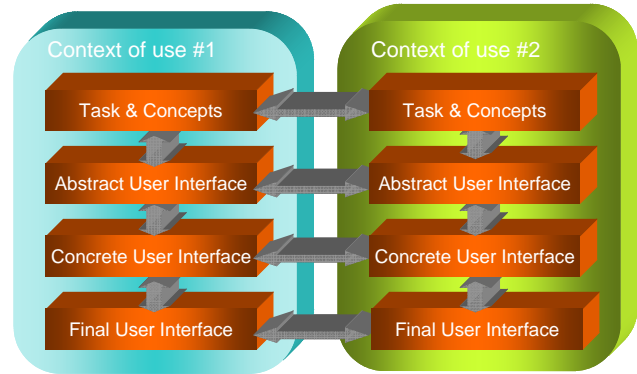 Context of use #1
Task & Concepts
Abstract User Interface
Concrete User Interface
Final User Interface
Context of use #2
Task & Concepts
Abstract User Interface
Concrete User Interface
Final User Interface